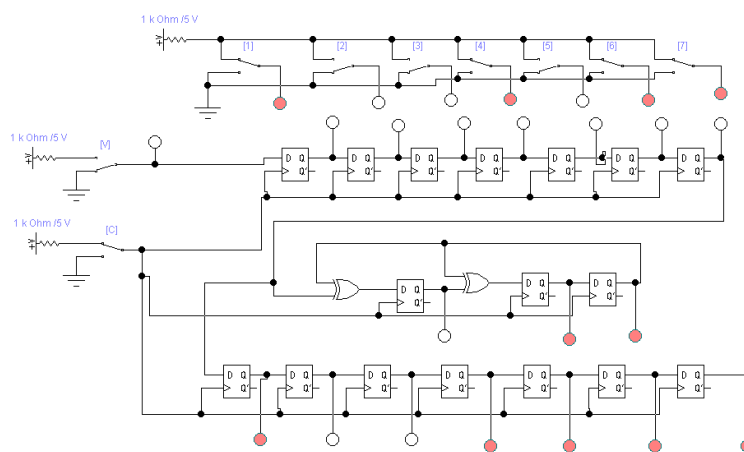 1 k Ohm /5 V
+V
[1] [2] [3] [4] [5] [6] [7]
1 k Ohm /5 V
+V
[V]
D Q D Q D Q D Q D Q D Q D Q
Q' Q' Q' Q' Q' Q' Q'
1 k Ohm /5 V
+V
[C]
D Q D Q D Q
Q' Q' Q'
D Q D Q D Q D Q D Q D Q D Q
Q' Q' Q' Q' Q' Q' Q'